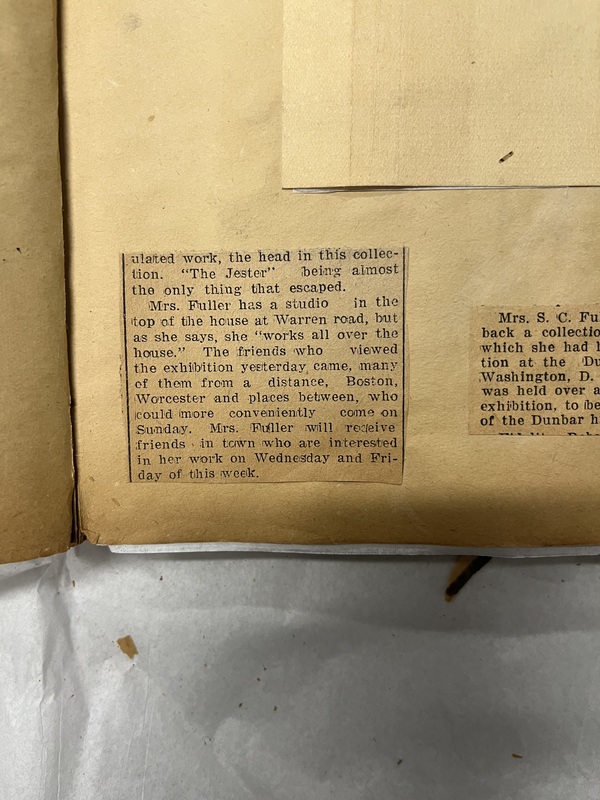 ulated work, the head in this collec-
tion. "The Jester" being almost
the only thing that escaped.
Mrs. Fuller has a studio in the
top of the house at Warren road, but
as she says, she "works all over the
house." The friends who viewed
the exhibition yesterday came, many
of them from a distance, Boston,
Worcester and places between, who
could more conveniently come on
Sunday. Mrs. Fuller will receive
friends in town who are interested
in her work on Wednesday and Fri-
day of this week.
Mrs. S. C. Fu
back a collectio
which she had
tion at the Du
Washington, D.
was held over a
exhibition, to be
of the Dunbar h